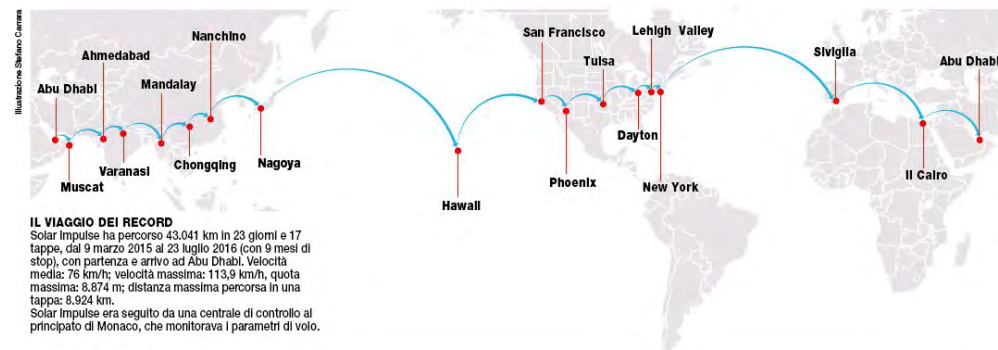 Illustrazione Stefano Carrara
Abu Dhabi
Muscat
Ahmedabad
Varanasi
Mandalay
Chongqing
Nanchino
Nagoya
Hawaii
San Francisco
Phoenix
Tulsa
Dayton
Lehigh Valley
New York
Siviglia
Il Cairo
Abu Dhabi
IL VIAGGIO DEI RECORD
Solar Impulse ha percorso 43.041 km in 23 giorni e 17
tappe, dal 9 marzo 2015 al 23 luglio 2016 (con 9 mesi di
stop), con partenza e arrivo ad Abu Dhabi. Velocità
media: 76 km/h; velocità massima: 113,9 km/h, quota
massima: 8.874 m; distanza massima percorsa in una
tappa: 8.924 km.
Solar Impulse era seguito da una centrale di controllo al
principato di Monaco, che monitorava i parametri di volo.